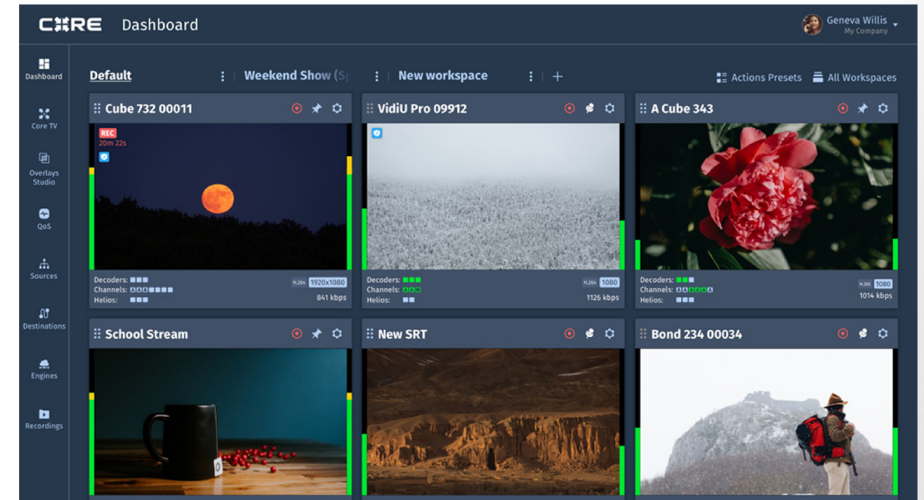 CORE Dashboard
Geneva Willis
My Company
Dashboard
Core TV
Overlays
Studio
QoS
Sources
Destinations
Engines
Recordings
Default
Weekend Show (S
New workspace
+
Actions Presets
All Workspaces
Cube 732 00011
REC
20m 22s
Decoders:
Channels:
Helios:
H.264 1920x1080
841 kbps
VidiU Pro 09912
Decoders:
Channels:
Helios:
H.264 1080
1126 kbps
A Cube 343
Decoders:
Channels:
Helios:
1080
1014 kbps
School Stream
New SRT
Bond 234 00034